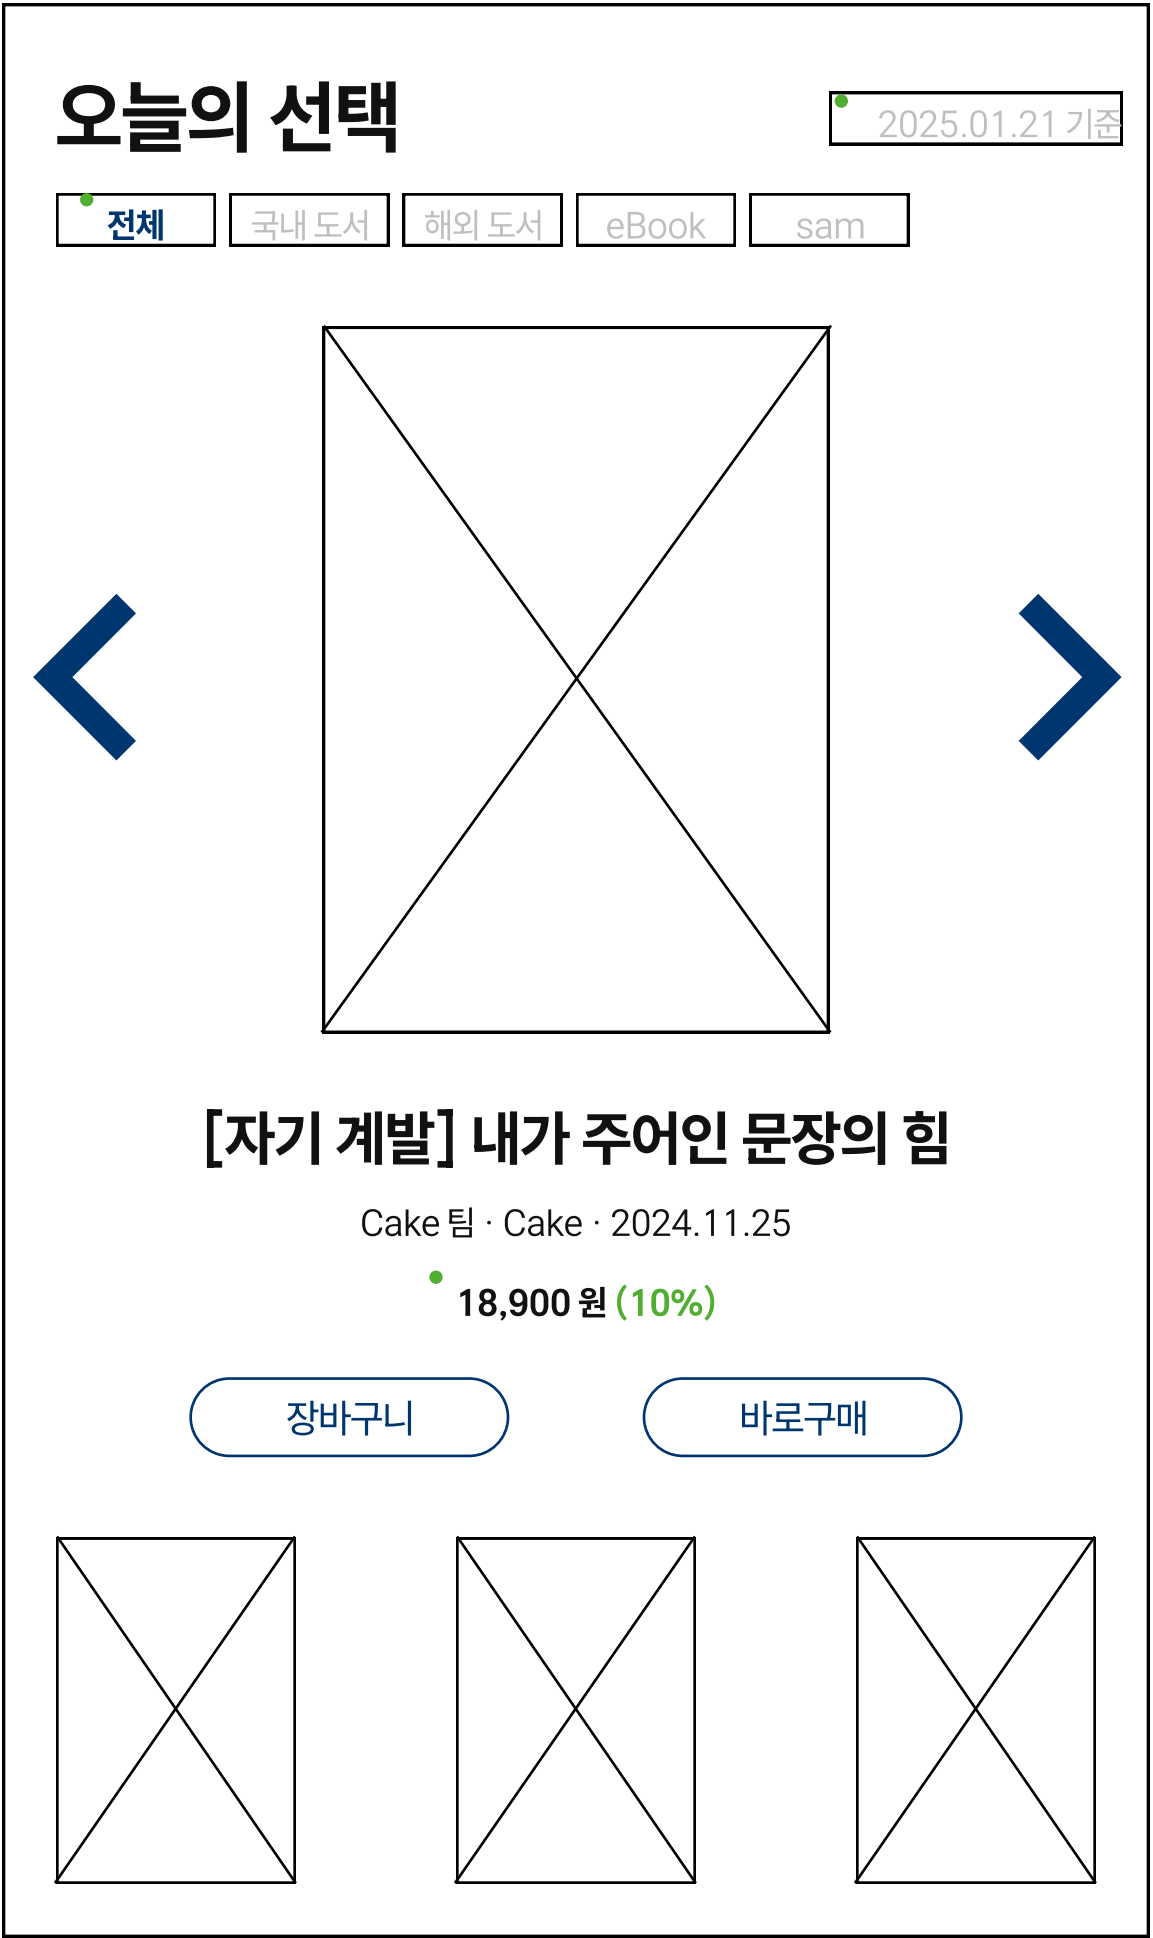 오늘의 선택
2025.01.21 기준
전체
국내 도서
해외 도서
eBook
sam
[자기 계발] 내가 주어인 문장의 힘
Cake 팀 · Cake · 2024.11.25
18,900 원 (10%)
장바구니
바로구매